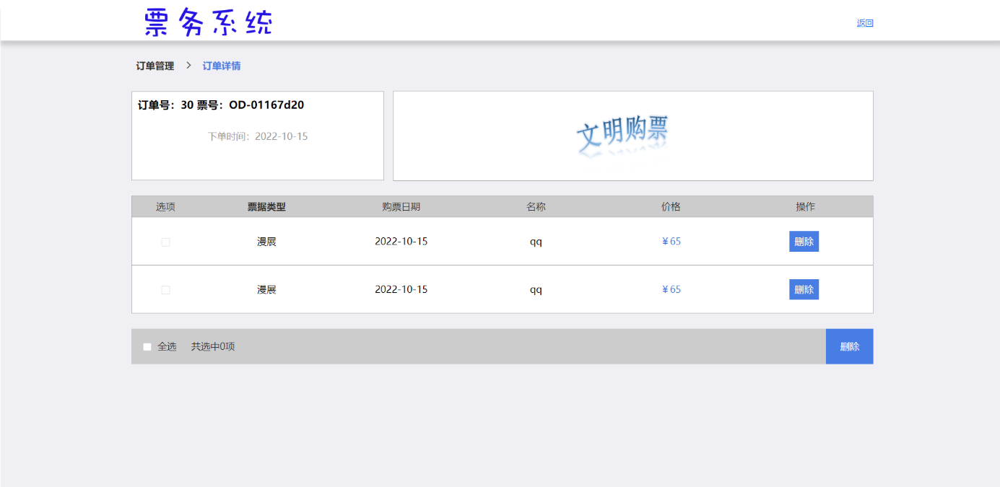 票务系统
返回
订单管理 > 订单详情
订单号：30 票号：OD-01167d20
下单时间：2022-10-15
文明购票
选项 票据类型 购票日期 名称 价格 操作
漫展 2022-10-15 qq ¥65 删除
漫展 2022-10-15 qq ¥65 删除
全选 共选中0项 删除